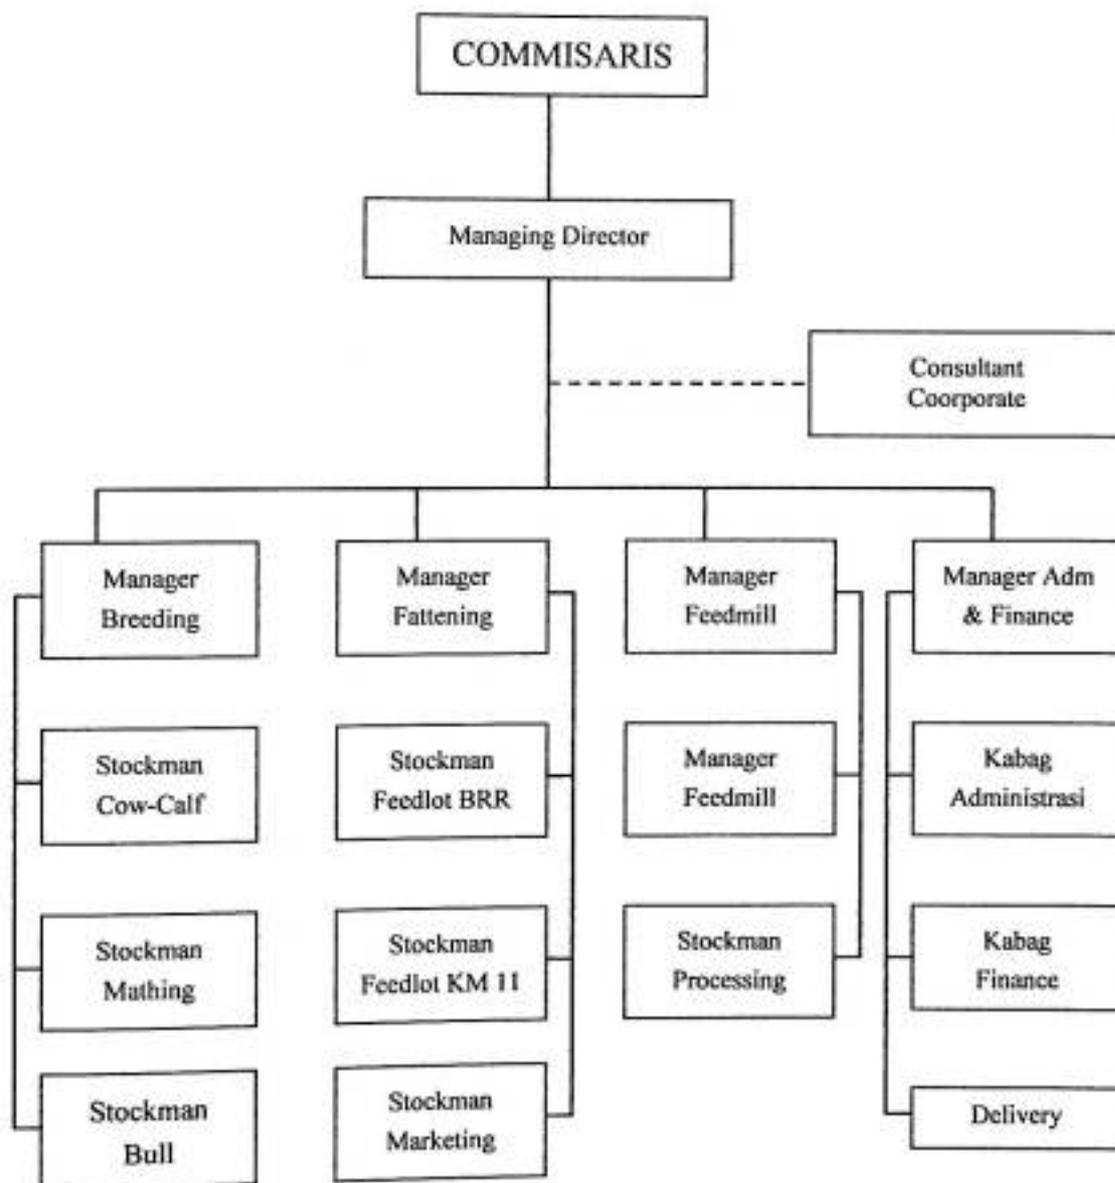 COMMISARIS
Managing Director
Consultant
Coorporate
Manager
Breeding
Manager
Fattening
Manager
Feedmill
Manager Adm
& Finance
Stockman
Cow-Calf
Stockman
Feedlot BRR
Manager
Feedmill
Kabag
Administrasi
Stockman
Mathing
Stockman
Feedlot KM 11
Stockman
Processing
Kabag
Finance
Stockman
Bull
Stockman
Marketing
Delivery